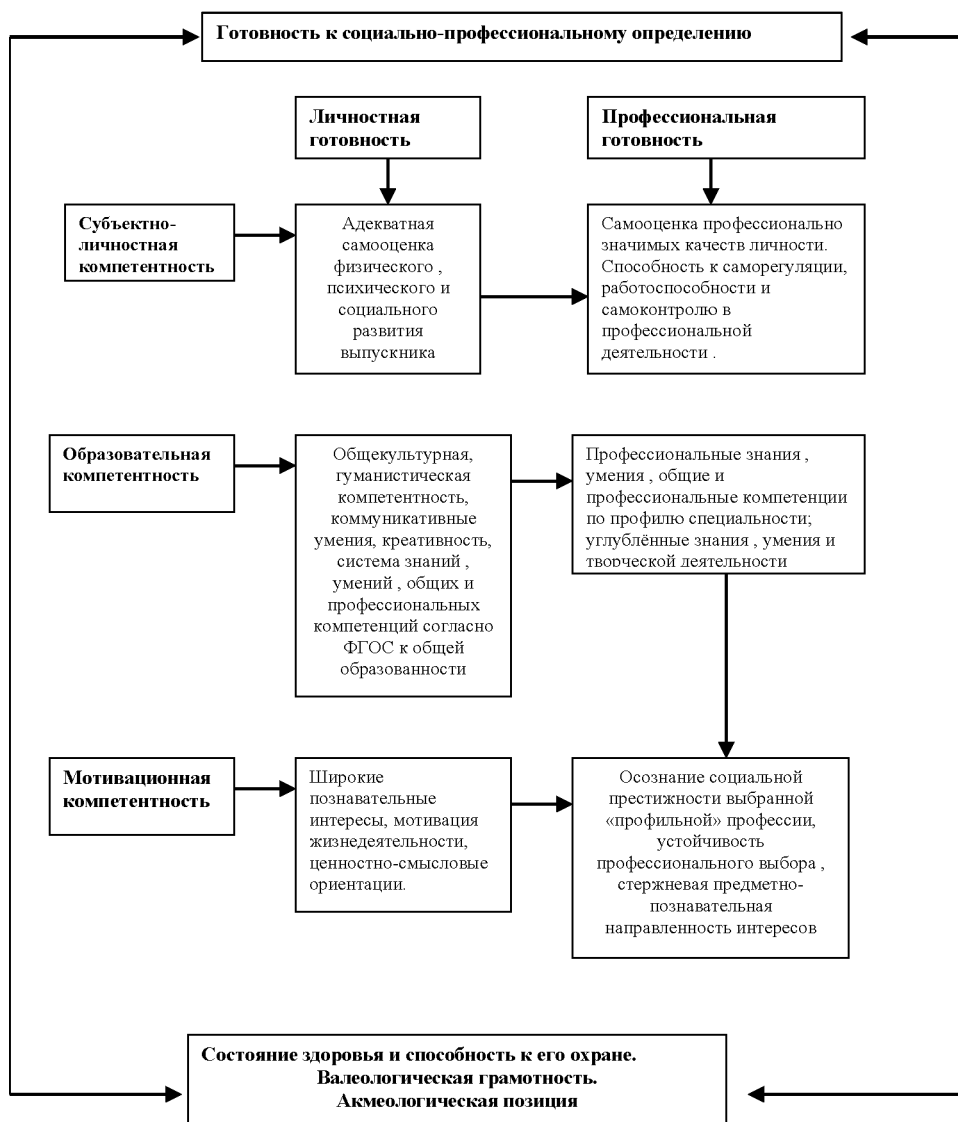 Готовность к социально-профессиональному определению
Личностная
готовность
Профессиональная
готовность
Субъектно-
личностная
компетентность
Адекватная
самооценка
физического ,
психического и
социального
развития
выпускника
Самооценка профессионально
значимых качеств личности.
Способность к саморегуляции,
работоспособности и
самоконтролю в
профессиональной
деятельности .
Образовательная
компетентность
Общекультурная,
гуманистическая
компетентность,
коммуникативные
умения, креативность,
система знаний ,
умений , общих и
профессиональных
компетенций согласно
ФГОС к общей
образованности
Профессиональные знания ,
умения , общие и
профессиональные компетенции
по профилю специальности;
углублённые знания , умения и
творческой деятельности
Мотивационная
компетентность
Широкие
познавательные
интересы, мотивация
жизнедеятельности,
ценностно-смысловые
ориентации.
Осознание социальной
престижности выбранной
«профильной» профессии,
устойчивость
профессионального выбора ,
стержневая предметно-
познавательная
направленность интересов
Состояние здоровья и способность к его охране.
Валеологическая грамотность.
Акмеологическая позиция